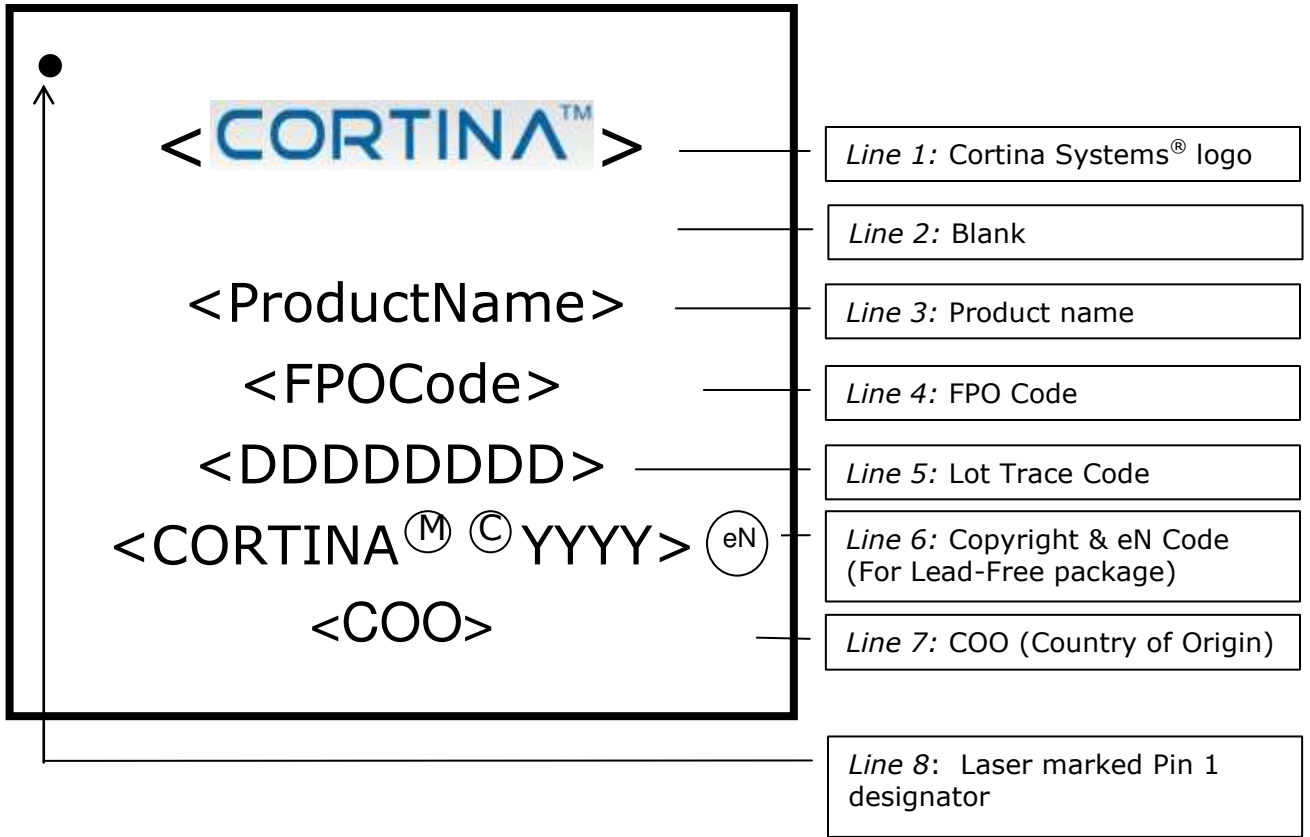 <CORTINA™>
Line 1: Cortina Systems® logo
Line 2: Blank
<ProductName>
Line 3: Product name
<FPOCode>
Line 4: FPO Code
<DDDDDDDD>
Line 5: Lot Trace Code
<CORTINA Ⓜ © YYYY> eN
Line 6: Copyright & eN Code
(For Lead-Free package)
<COO>
Line 7: COO (Country of Origin)
Line 8: Laser marked Pin 1
designator